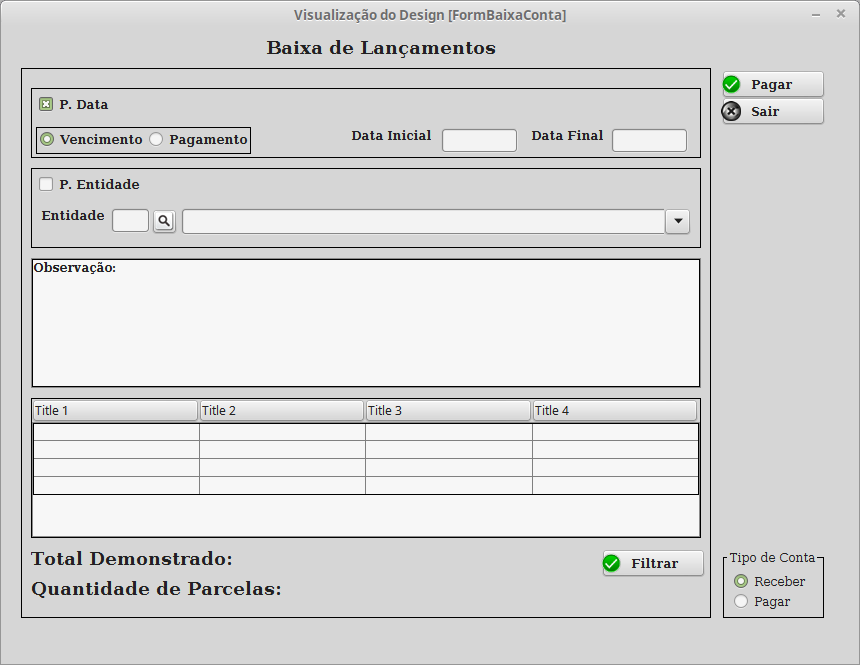 Visualização do Design [FormBaixaConta]
Baixa de Lançamentos
P. Data
Vencimento Pagamento Data Inicial Data Final
Pagar
Sair
P. Entidade
Entidade
Observação:
Title 1 Title 2 Title 3 Title 4
Total Demonstrado:
Filtrar
Quantidade de Parcelas:
Tipo de Conta
Receber
Pagar